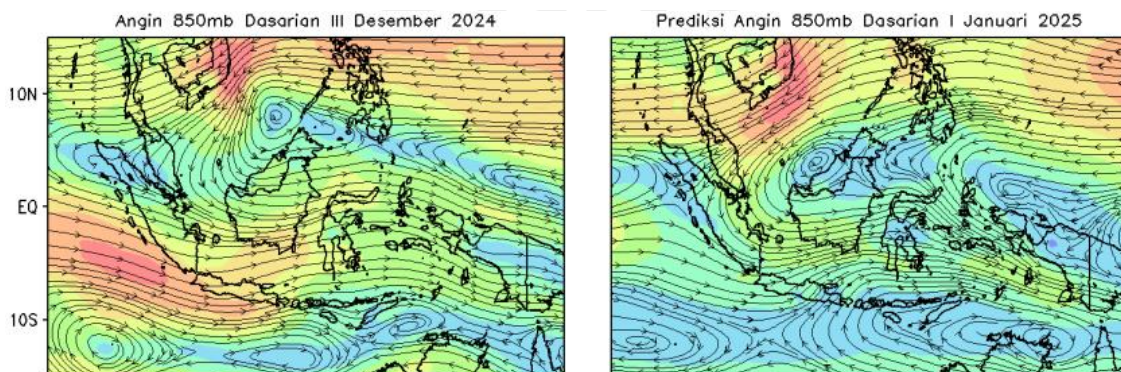 Angin 850mb Dasarian III Desember 2024
Prediksi Angin 850mb Dasarian I Januari 2025
10N
EQ
10S